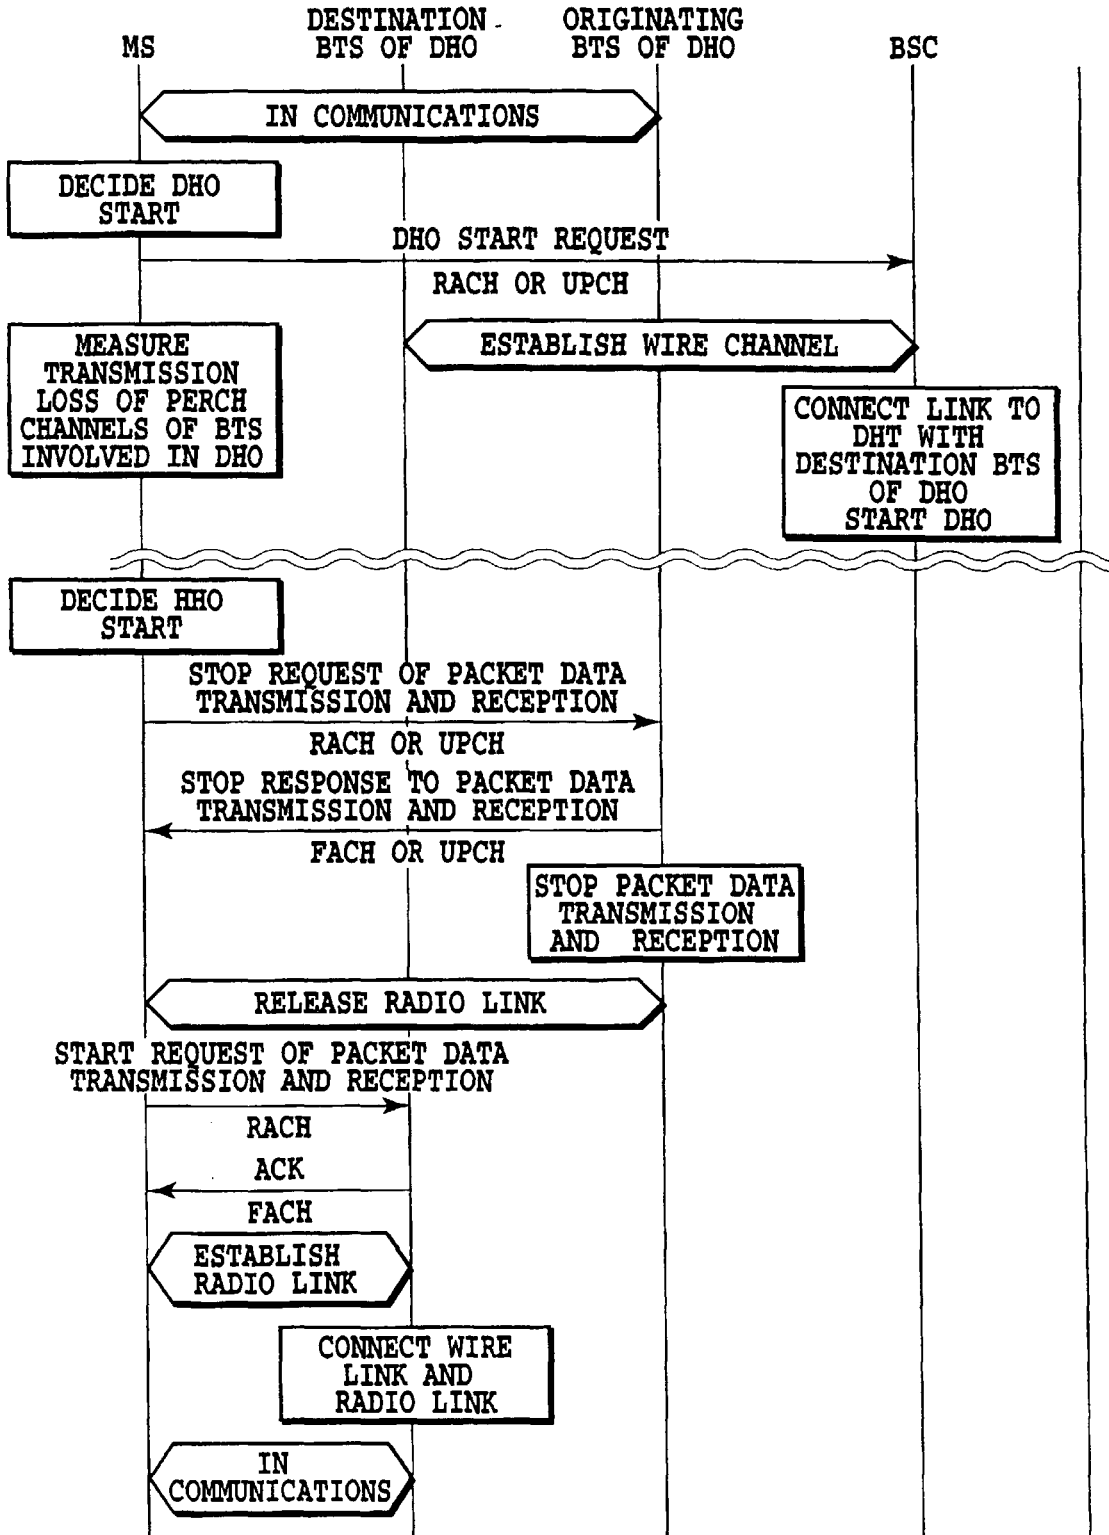 DESTINATION ORIGINATING
MS BTS OF DHO BTS OF DHO BSC
IN COMMUNICATIONS
DECIDE DHO
START
DHO START REQUEST
RACH OR UPCH
MEASURE
TRANSMISSION
LOSS OF PERCH
CHANNELS OF BTS
INVOLVED IN DHO
ESTABLISH WIRE CHANNEL
CONNECT LINK TO
DHT WITH
DESTINATION BTS
OF DHO
START DHO
DECIDE HHO
START
STOP REQUEST OF PACKET DATA
TRANSMISSION AND RECEPTION
RACH OR UPCH
STOP RESPONSE TO PACKET DATA
TRANSMISSION AND RECEPTION
FACH OR UPCH
STOP PACKET DATA
TRANSMISSION
AND RECEPTION
RELEASE RADIO LINK
START REQUEST OF PACKET DATA
TRANSMISSION AND RECEPTION
RACH
ACK
FACH
ESTABLISH
RADIO LINK
CONNECT WIRE
LINK AND
RADIO LINK
IN
COMMUNICATIONS